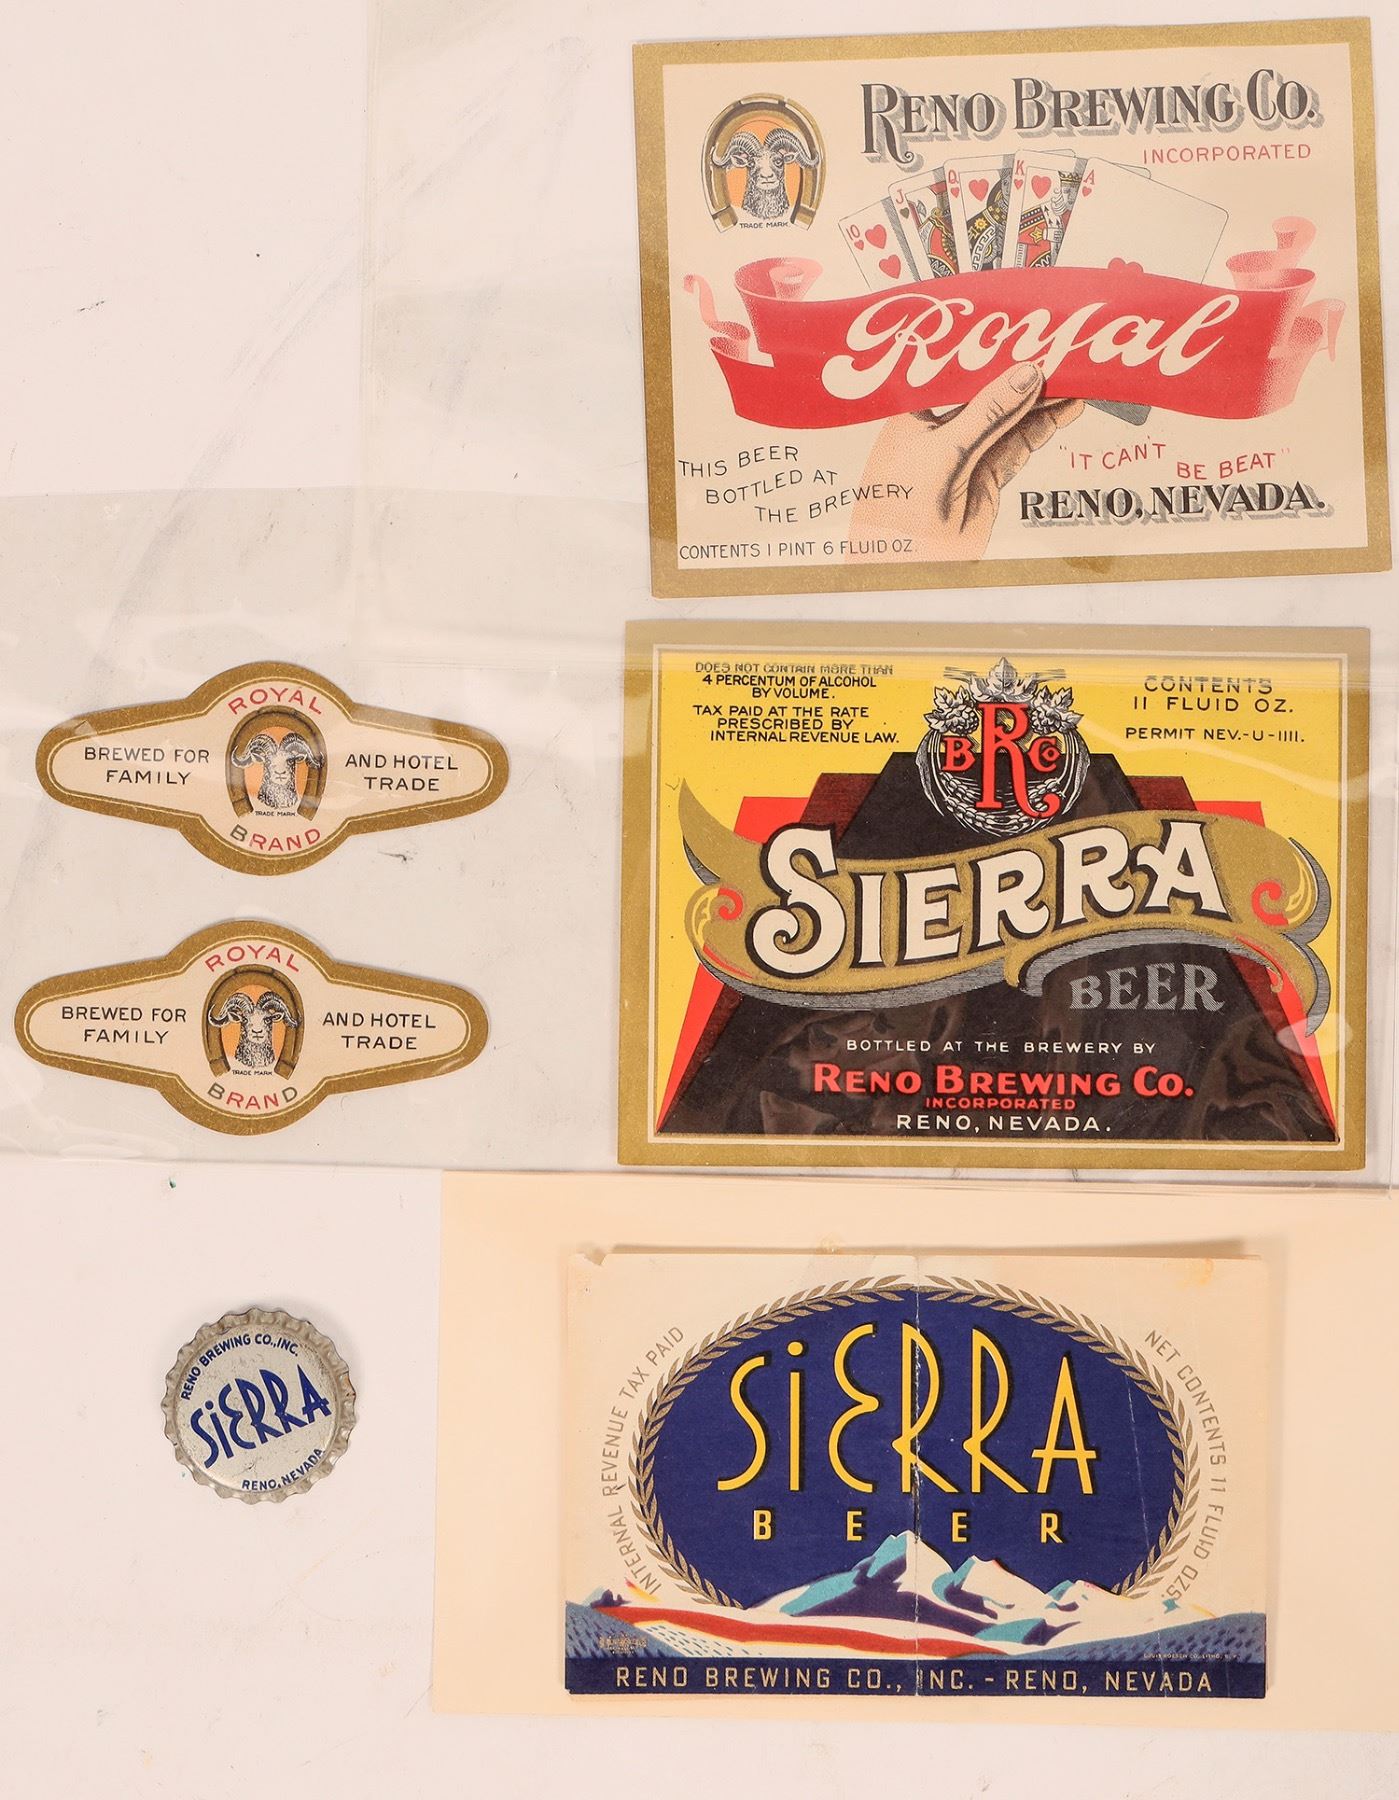 RENO BREWING CO.
INCORPORATED
TRADE MARK
10
J
Q
K
A
Royal
THIS BEER
BOTTLED AT
THE BREWERY
"IT CAN'T
BE BEAT"
RENO, NEVADA.
CONTENTS 1 PINT 6 FLUID OZ.
ROYAL
BREWED FOR
FAMILY
AND HOTEL
TRADE
TRADE MARK
BRAND
ROYAL
BREWED FOR
FAMILY
AND HOTEL
TRADE
TRADE MARK
BRAND
DOES NOT CONTAIN MORE THAN
4 PERCENTUM OF ALCOHOL
BY VOLUME.
TAX PAID AT THE RATE
PRESCRIBED BY
INTERNAL REVENUE LAW.
CONTENTS
11 FLUID OZ.
PERMIT NEV.-U-1111.
B R Co
SIERRA
BEER
BOTTLED AT THE BREWERY BY
RENO BREWING CO.
INCORPORATED
RENO, NEVADA.
RENO BREWING CO., INC.
SiERRA
RENO, NEVADA
INTERNAL REVENUE TAX PAID
SiERRA
BEER
NET CONTENTS 11 FLUID OZS.
RENO BREWING CO., INC. - RENO, NEVADA